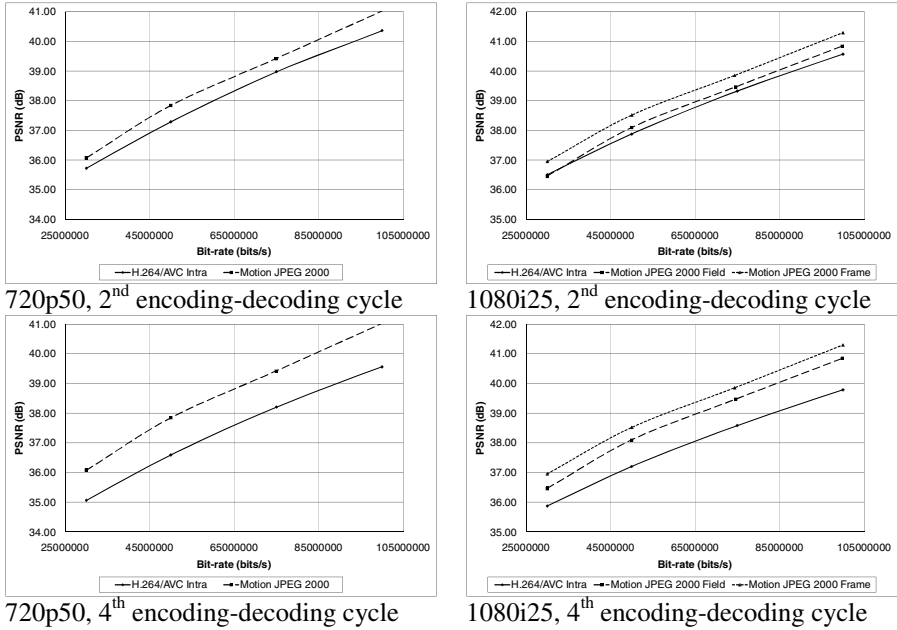 41.00
40.00
39.00
38.00
37.00
36.00
35.00
34.00
PSNR (dB)
25000000 45000000 65000000 85000000 105000000
Bit-rate (bits/s)
H.264/AVC Intra Motion JPEG 2000
720p50, 2nd encoding-decoding cycle
42.00
41.00
40.00
39.00
38.00
37.00
36.00
35.00
PSNR (dB)
25000000 45000000 65000000 85000000 105000000
Bit-rate (bits/s)
H.264/AVC Intra Motion JPEG 2000 Field Motion JPEG 2000 Frame
1080i25, 2nd encoding-decoding cycle
41.00
40.00
39.00
38.00
37.00
36.00
35.00
34.00
PSNR (dB)
25000000 45000000 65000000 85000000 105000000
Bit-rate (bits/s)
H.264/AVC Intra Motion JPEG 2000
720p50, 4th encoding-decoding cycle
42.00
41.00
40.00
39.00
38.00
37.00
36.00
35.00
PSNR (dB)
25000000 45000000 65000000 85000000 105000000
Bit-rate (bits/s)
H.264/AVC Intra Motion JPEG 2000 Field Motion JPEG 2000 Frame
1080i25, 4th encoding-decoding cycle